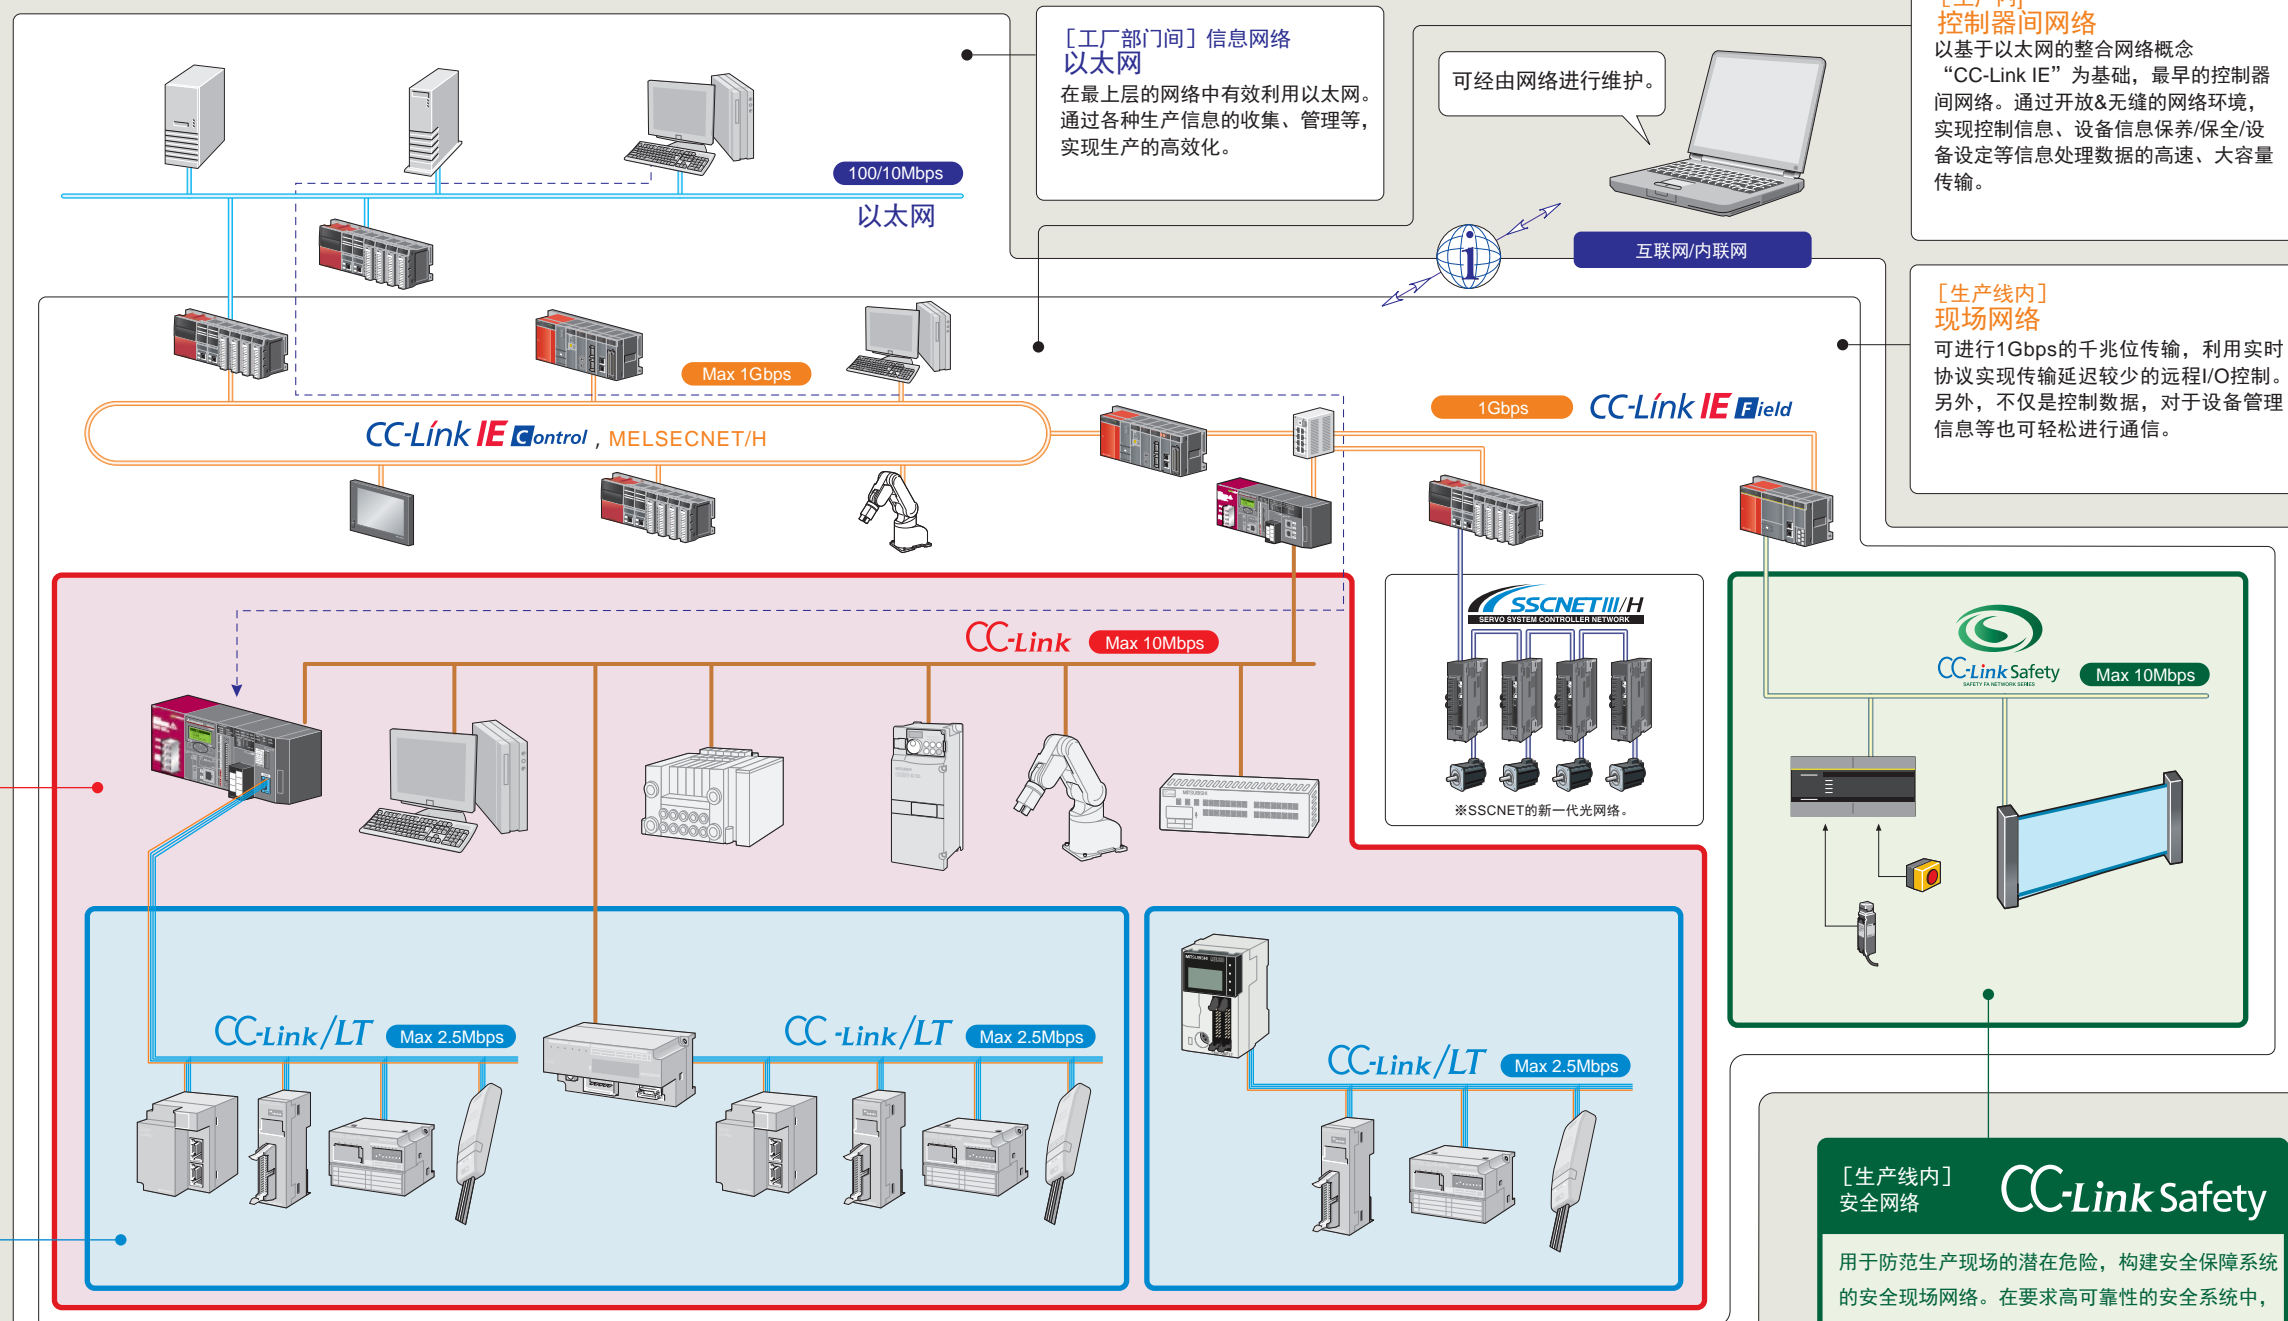 ［工厂部门间］信息网络
以太网
在最上层的网络中有效利用以太网。
通过各种生产信息的收集、管理等，
实现生产的高效化。
可经由网络进行维护。
控制器间网络
以基于以太网的整合网络概念
“CC-Link IE”为基础，最早的控制器
间网络。通过开放&无缝的网络环境，
实现控制信息、设备信息保养/保全/设
备设定等信息处理数据的高速、大容量
传输。
100/10Mbps
以太网
互联网/内联网
［生产线内］
现场网络
可进行1Gbps的千兆位传输，利用实时
协议实现传输延迟较少的远程I/O控制。
另外，不仅是控制数据，对于设备管理
信息等也可轻松进行通信。
Max 1Gbps
1Gbps CC-Link IE Field
CC-Link IE Control , MELSECNET/H
SSCNETIII/H
SERVO SYSTEM CONTROLLER NETWORK
※SSCNET的新一代光网络。
CC-Link Max 10Mbps
CC-Link Safety
SAFETY FA NETWORK SERIES
Max 10Mbps
MITSUBISHI
MITSUBISHI
CC-Link/LT Max 2.5Mbps
CC-Link/LT Max 2.5Mbps
CC-Link/LT Max 2.5Mbps
［生产线内］
安全网络
CC-Link Safety
用于防范生产现场的潜在危险，构建安全保障系统
的安全现场网络。在要求高可靠性的安全系统中，